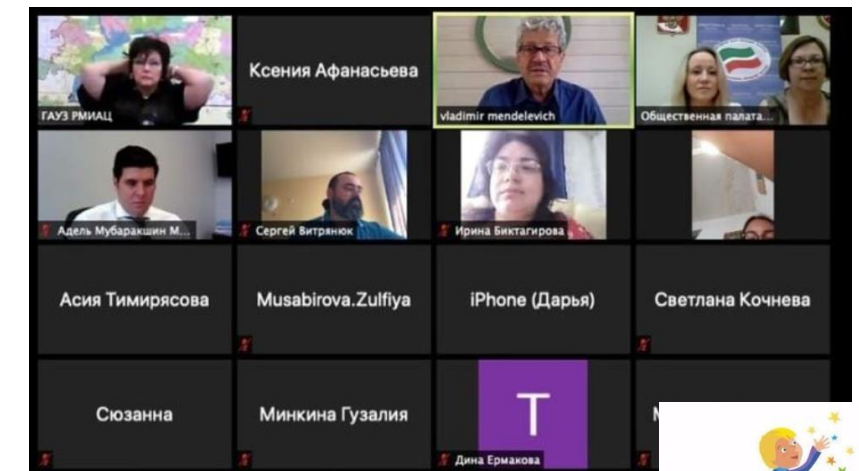 Ксения Афанасьева
ГАУЗ РМИАЦ
vladimir mendelevich
Общественная палата...
Адель Мубаракшин М...
Сергей Витрянюк
Ирина Биктагирова
Асия Тимирясова
Musabirova.Zulfiya
iPhone (Дарья)
Светлана Кочнева
Сюзанна
Минкина Гузалия
T
Дина Ермакова